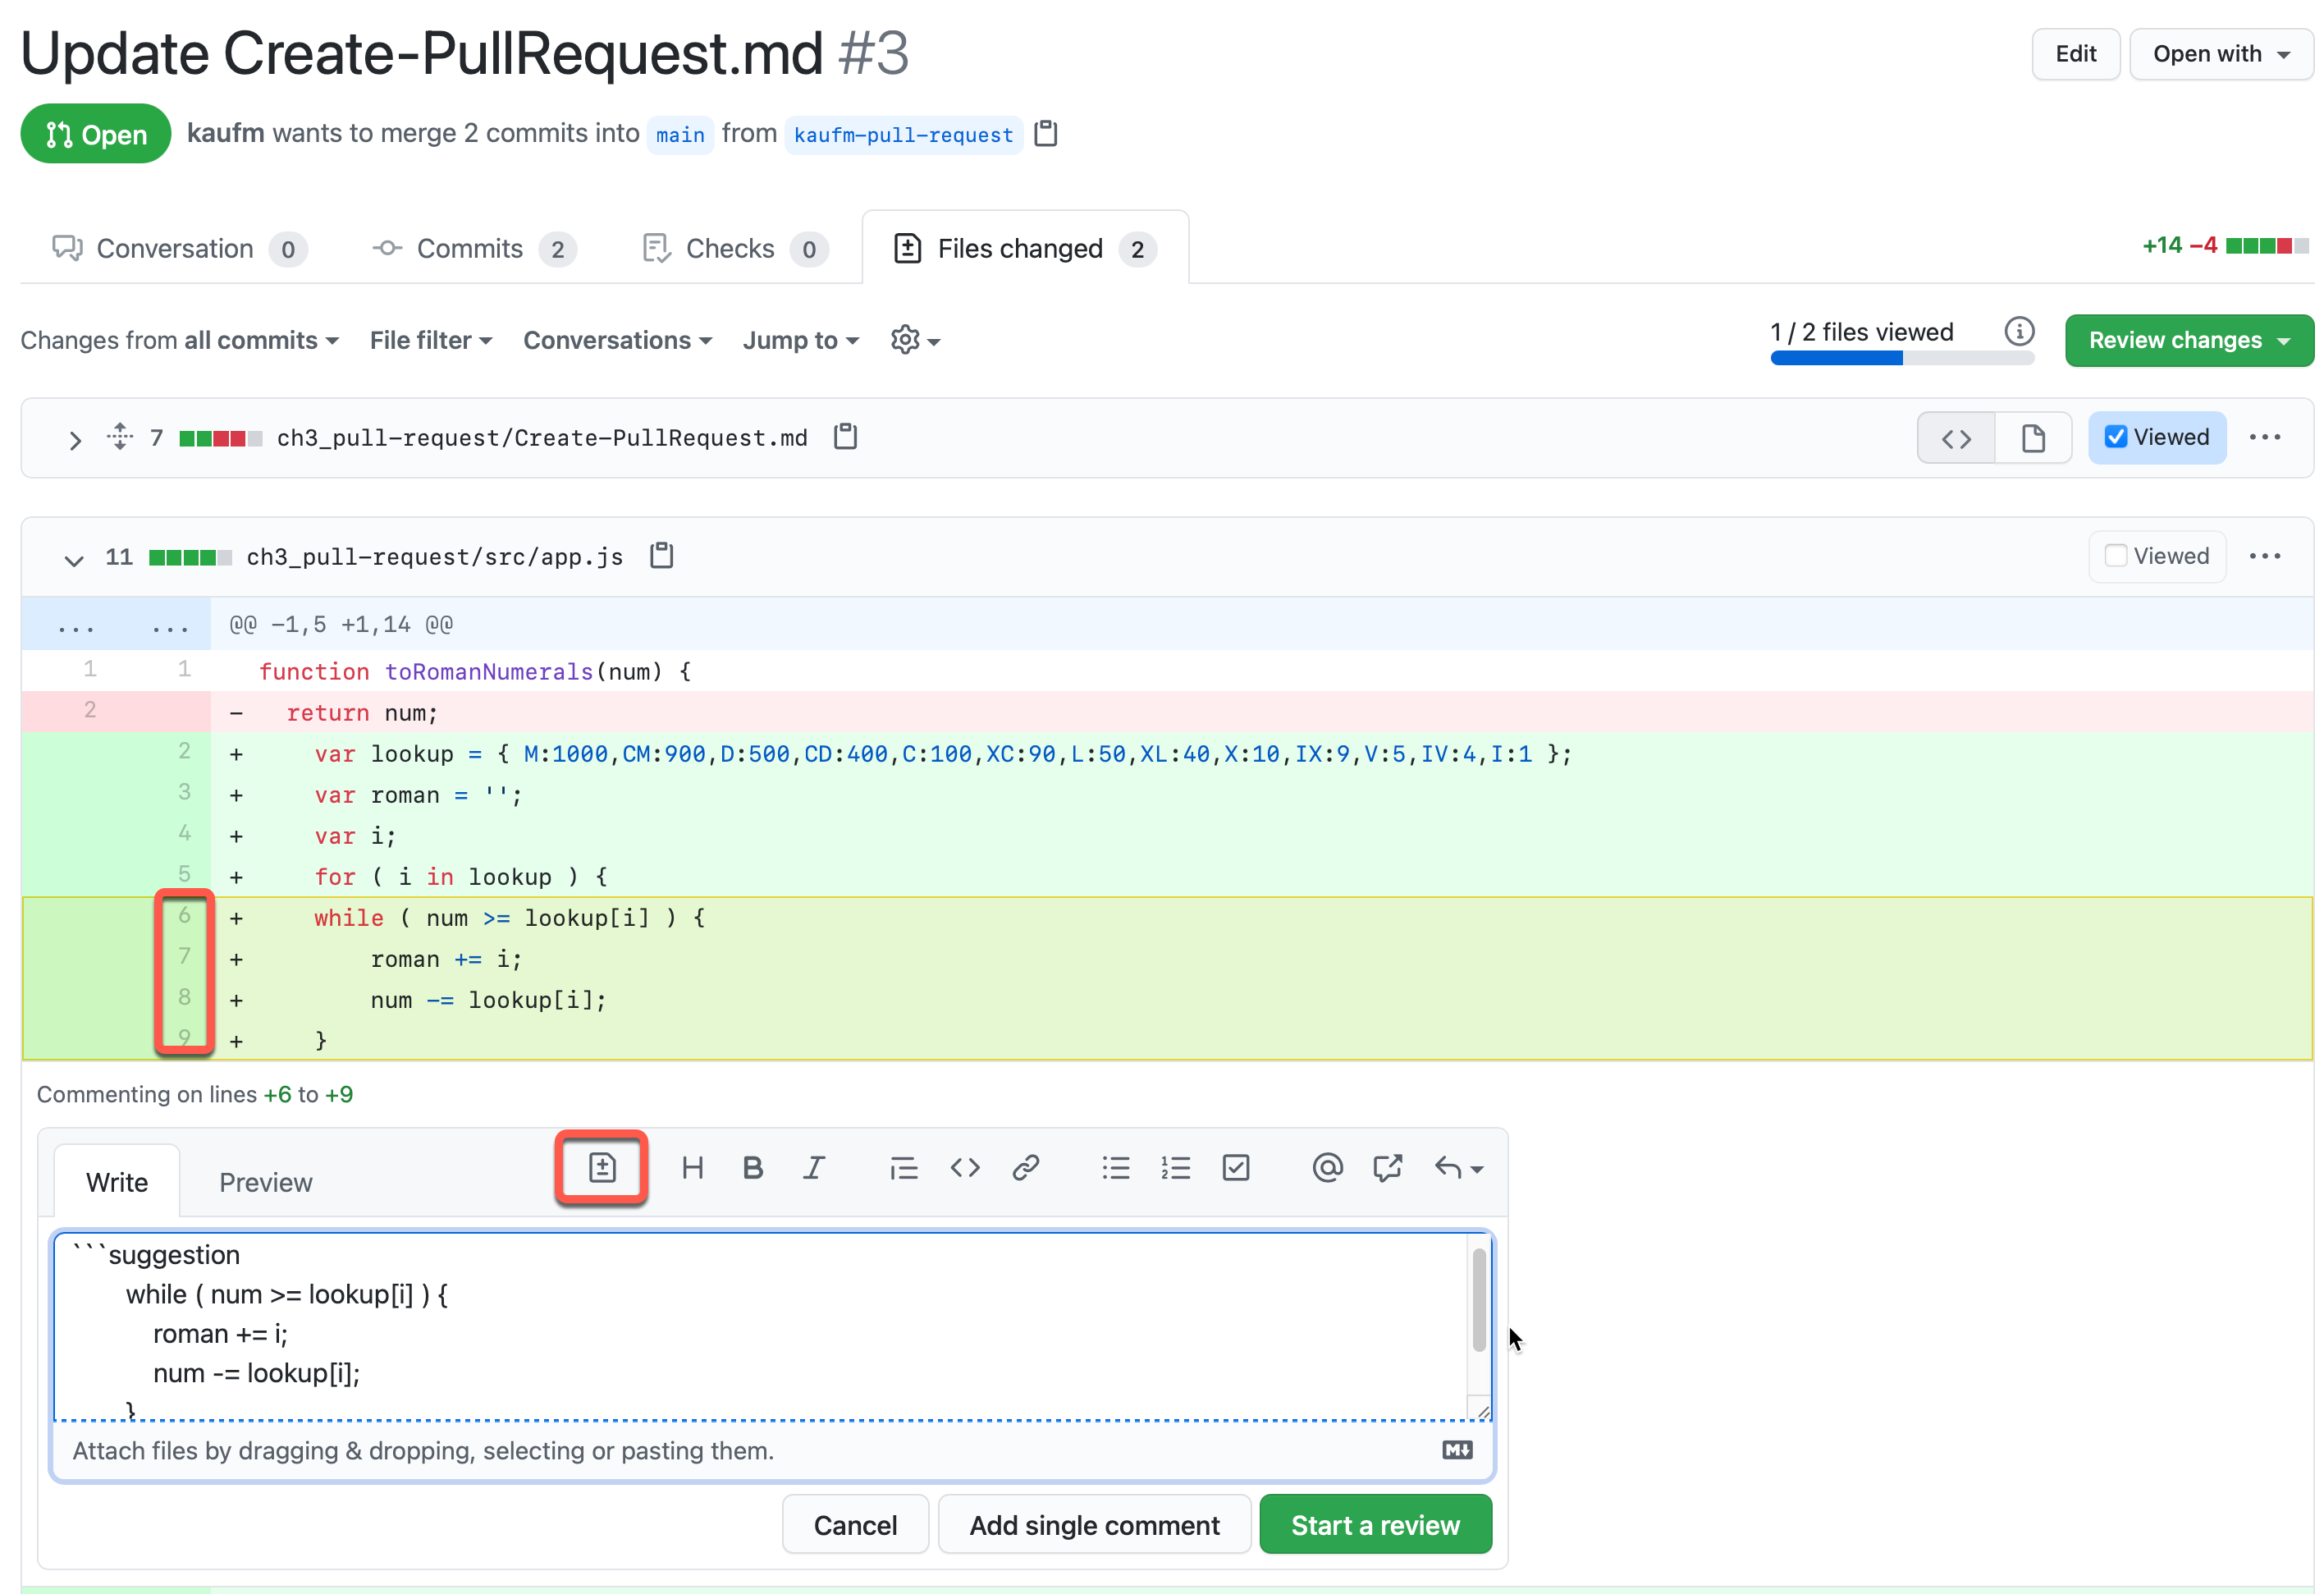 Update Create-PullRequest.md #3
Edit
Open with
Open
kaufm wants to merge 2 commits into main from kaufm-pull-request
Conversation 0
Commits 2
Checks 0
Files changed 2
+14 −4
Changes from all commits
File filter
Conversations
Jump to
1 / 2 files viewed
Review changes
7 ch3_pull-request/Create-PullRequest.md
Viewed
11 ch3_pull-request/src/app.js
Viewed
... ... @@ -1,5 +1,14 @@
1 1 function toRomanNumerals(num) {
2 - return num;
2 + var lookup = { M:1000,CM:900,D:500,CD:400,C:100,XC:90,L:50,XL:40,X:10,IX:9,V:5,IV:4,I:1 };
3 + var roman = '';
4 + var i;
5 + for ( i in lookup ) {
6 + while ( num >= lookup[i] ) {
7 + roman += i;
8 + num -= lookup[i];
9 + }
Commenting on lines +6 to +9
Write
Preview
```suggestion
while ( num >= lookup[i] ) {
roman += i;
num -= lookup[i];
}
Attach files by dragging & dropping, selecting or pasting them.
Cancel
Add single comment
Start a review